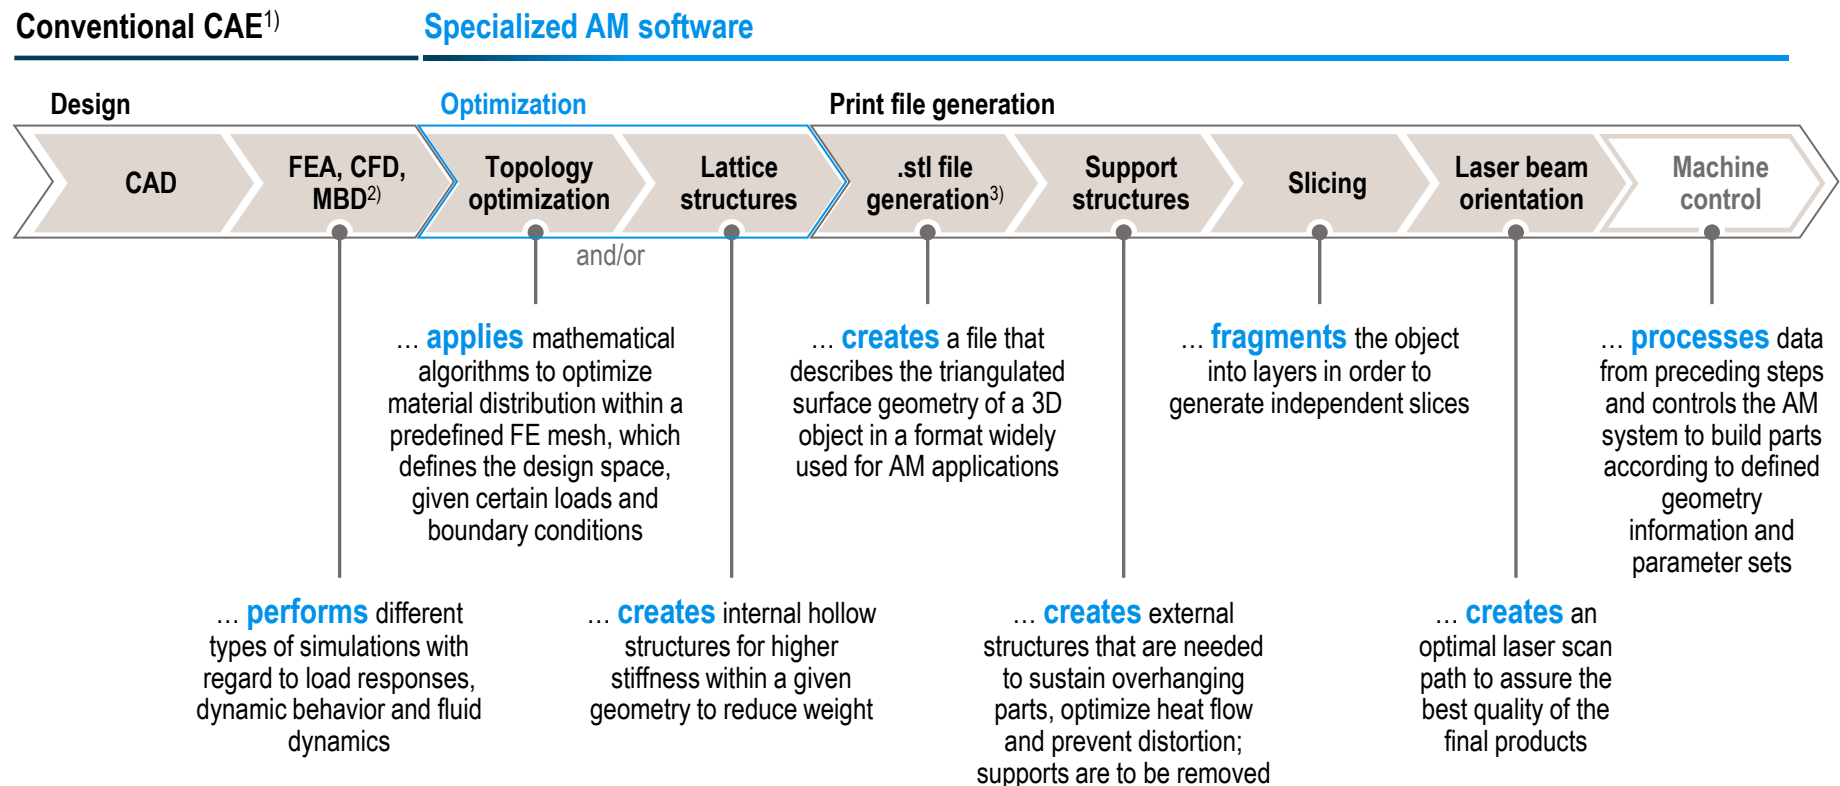 Conventional CAE1)
Specialized AM software
Design
Optimization
Print file generation
CAD
FEA, CFD,
MBD2)
Topology
optimization
Lattice
structures
.stl file
generation3)
Support
structures
Slicing
Laser beam
orientation
Machine
control
and/or
… applies mathematical
algorithms to optimize
material distribution within a
predefined FE mesh, which
defines the design space,
given certain loads and
boundary conditions
… creates a file that
describes the triangulated
surface geometry of a 3D
object in a format widely
used for AM applications
… fragments the object
into layers in order to
generate independent slices
… processes data
from preceding steps
and controls the AM
system to build parts
according to defined
geometry
information and
parameter sets
… performs different
types of simulations with
regard to load responses,
dynamic behavior and fluid
dynamics
… creates internal hollow
structures for higher
stiffness within a given
geometry to reduce weight
… creates external
structures that are needed
to sustain overhanging
parts, optimize heat flow
and prevent distortion;
supports are to be removed
… creates an
optimal laser scan
path to assure the
best quality of the
final products